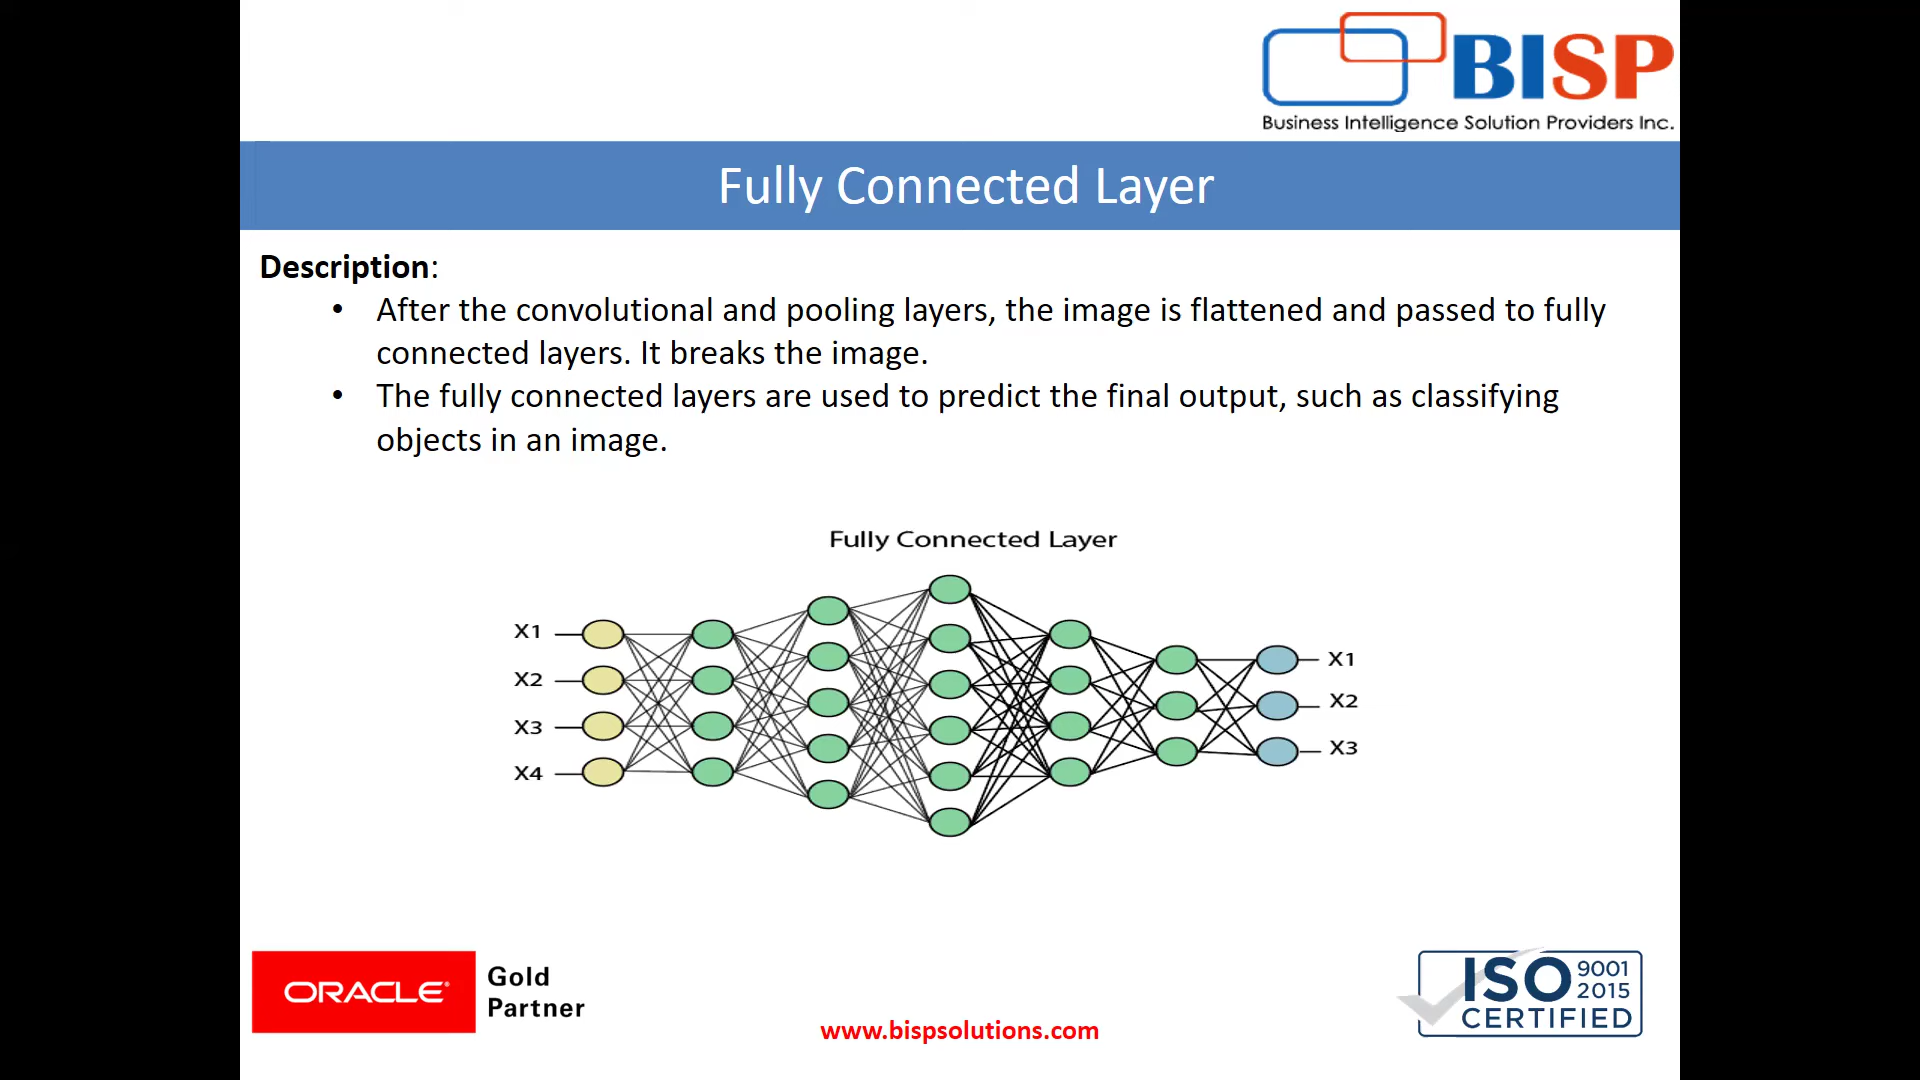 BISP
Business Intelligence Solution Providers Inc.
Fully Connected Layer
Description:
• After the convolutional and pooling layers, the image is flattened and passed to fully
connected layers. It breaks the image.
• The fully connected layers are used to predict the final output, such as classifying
objects in an image.
Fully Connected Layer
X1
X2
X3
X4
X1
X2
X3
ORACLE
Gold
Partner
www.bispsolutions.com
ISO 9001
2015
CERTIFIED